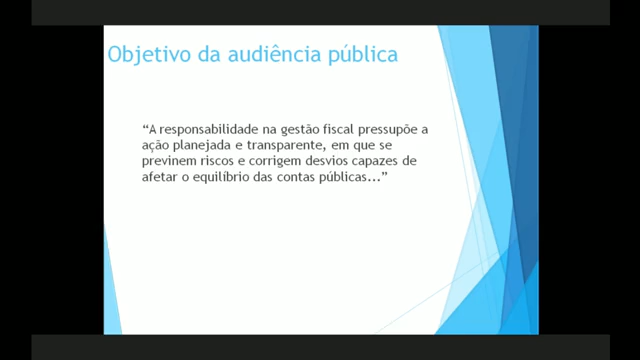 Objetivo da audiência pública
“A responsabilidade na gestão fiscal pressupõe a
ação planejada e transparente, em que se
previnem riscos e corrigem desvios capazes de
afetar o equilíbrio das contas públicas...”